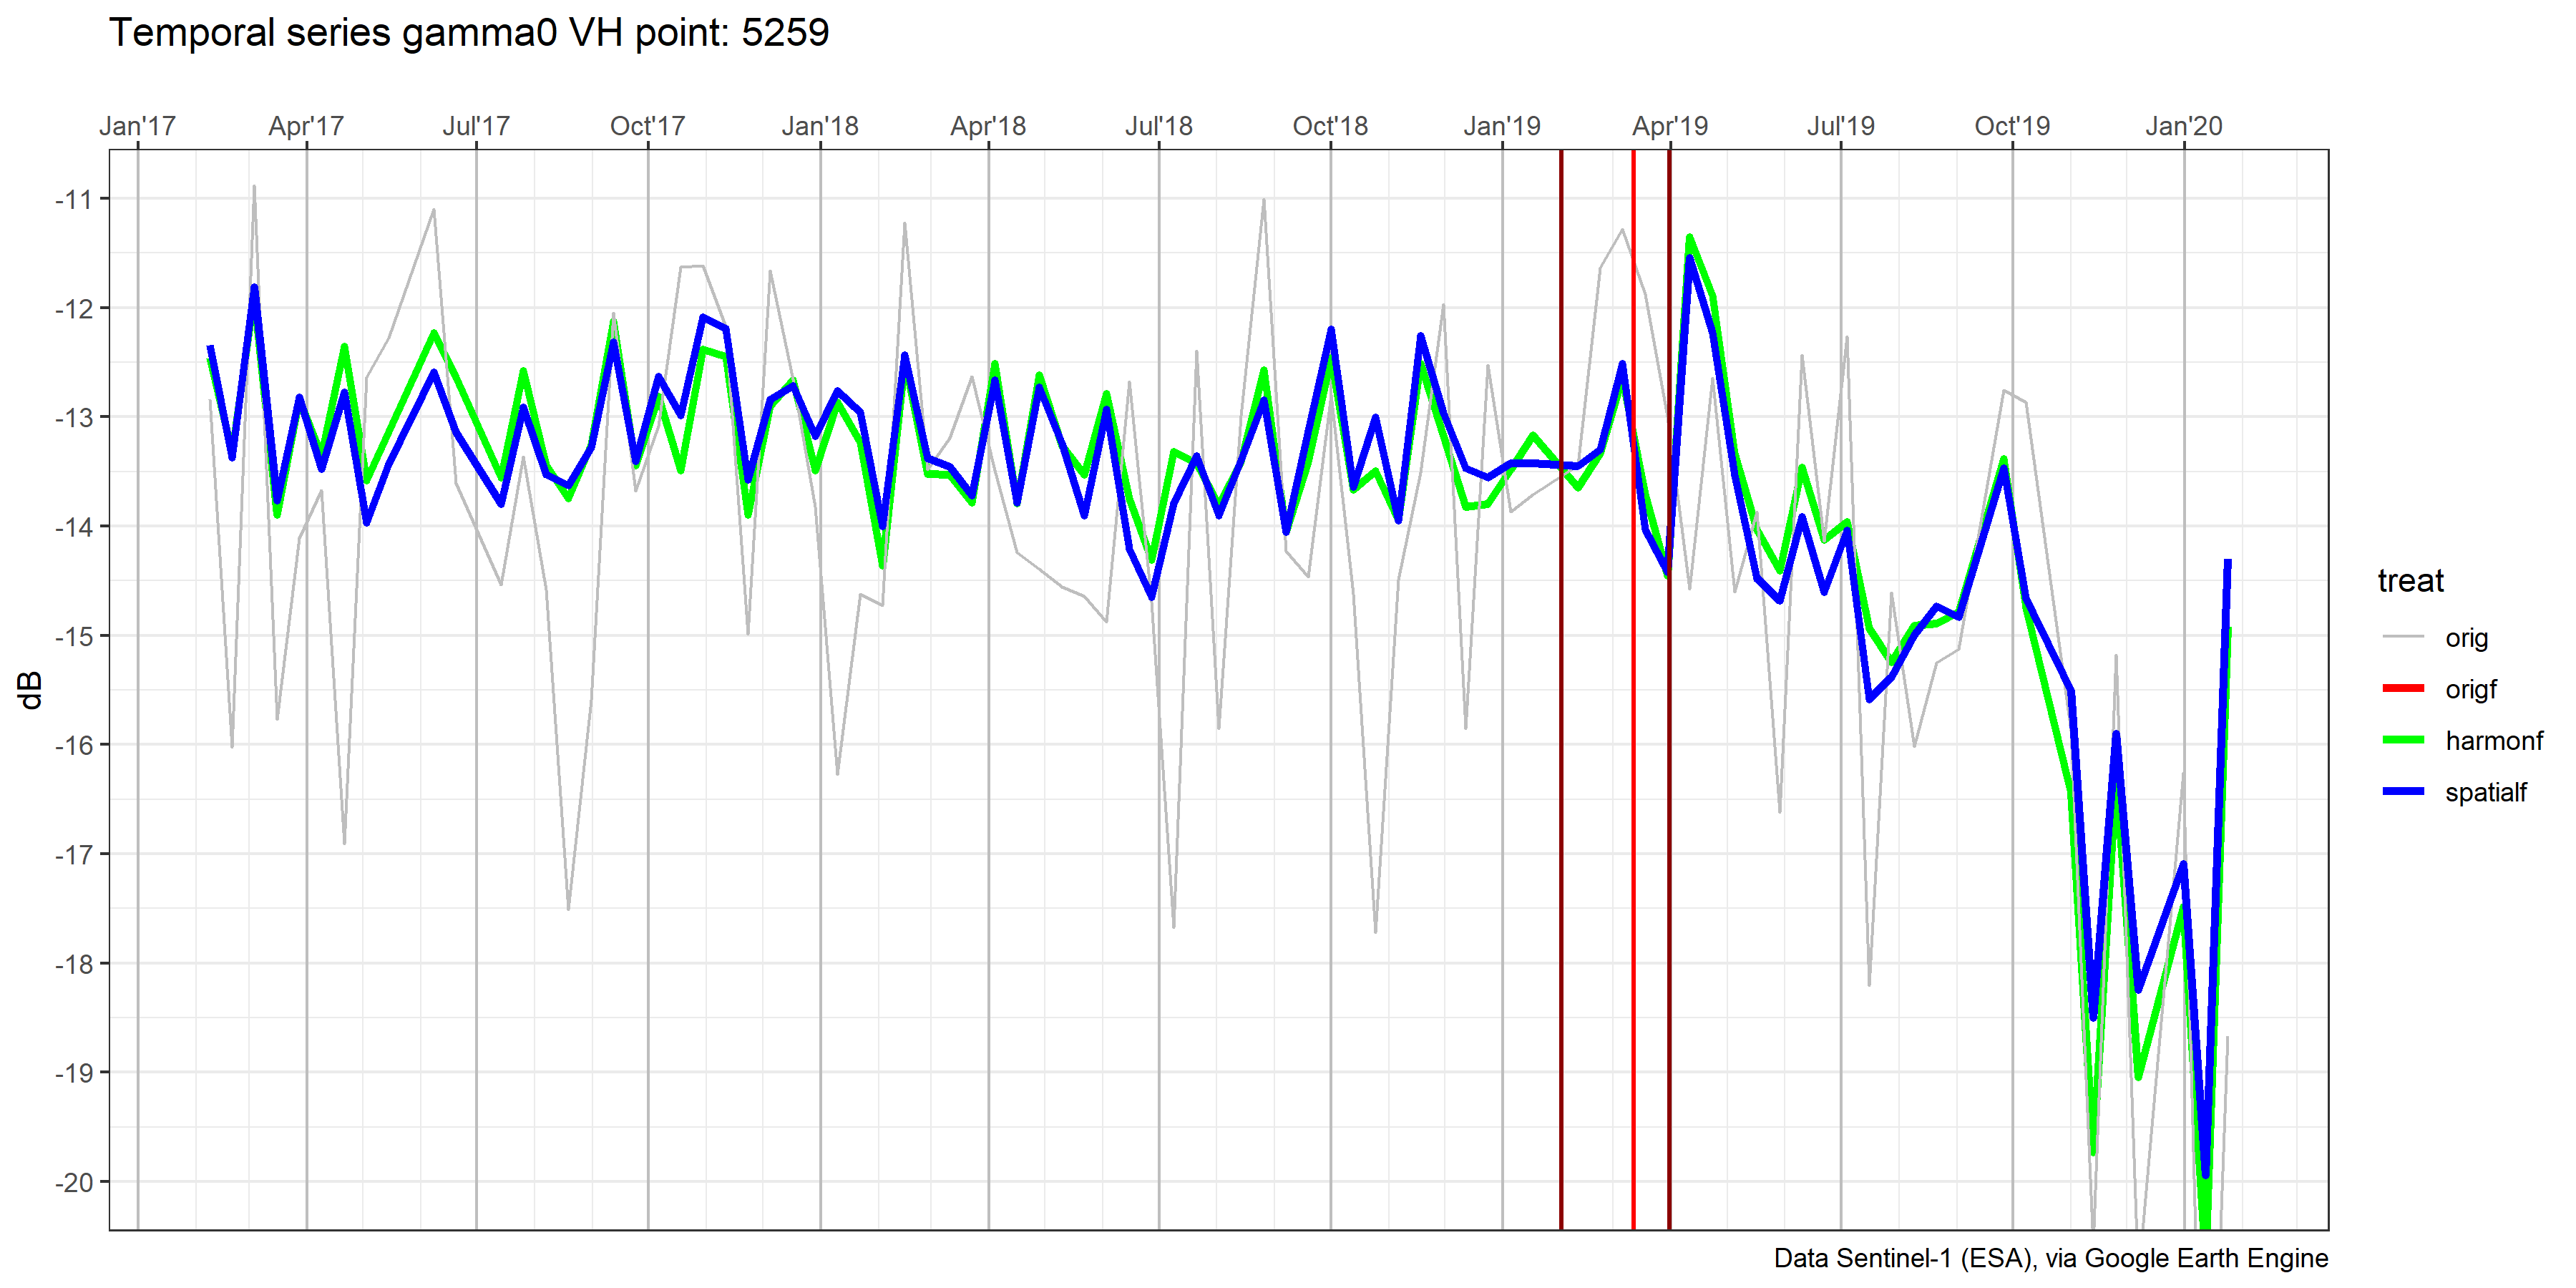 Temporal series gamma0 VH point: 5259
Jan'17 Apr'17 Jul'17 Oct'17 Jan'18 Apr'18 Jul'18 Oct'18 Jan'19 Apr'19 Jul'19 Oct'19 Jan'20
-11
-12
-13
-14
-15
-16
-17
-18
-19
-20
dB
treat
orig
origf
harmonf
spatialf
Data Sentinel-1 (ESA), via Google Earth Engine